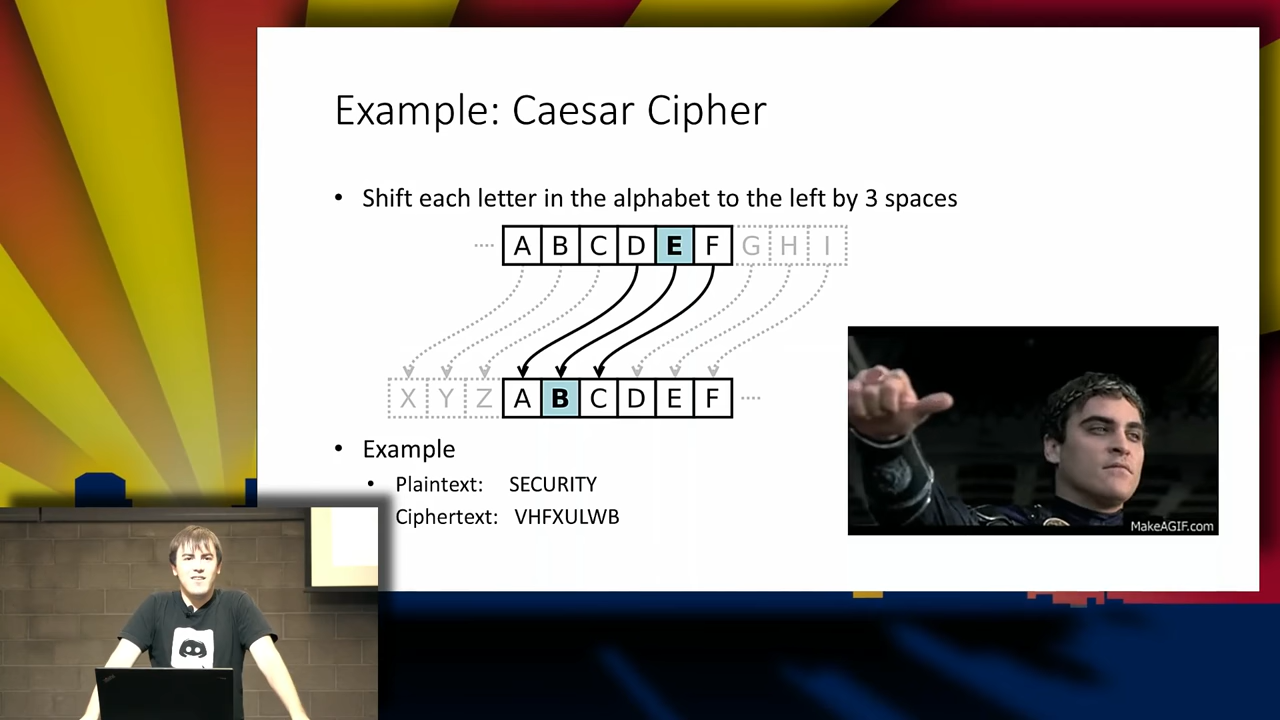 Example: Caesar Cipher
• Shift each letter in the alphabet to the left by 3 spaces
A B C D E F G H I
X Y Z A B C D E F
• Example
• Plaintext: SECURITY
Ciphertext: VHFXULWB
MakeAGIF.com